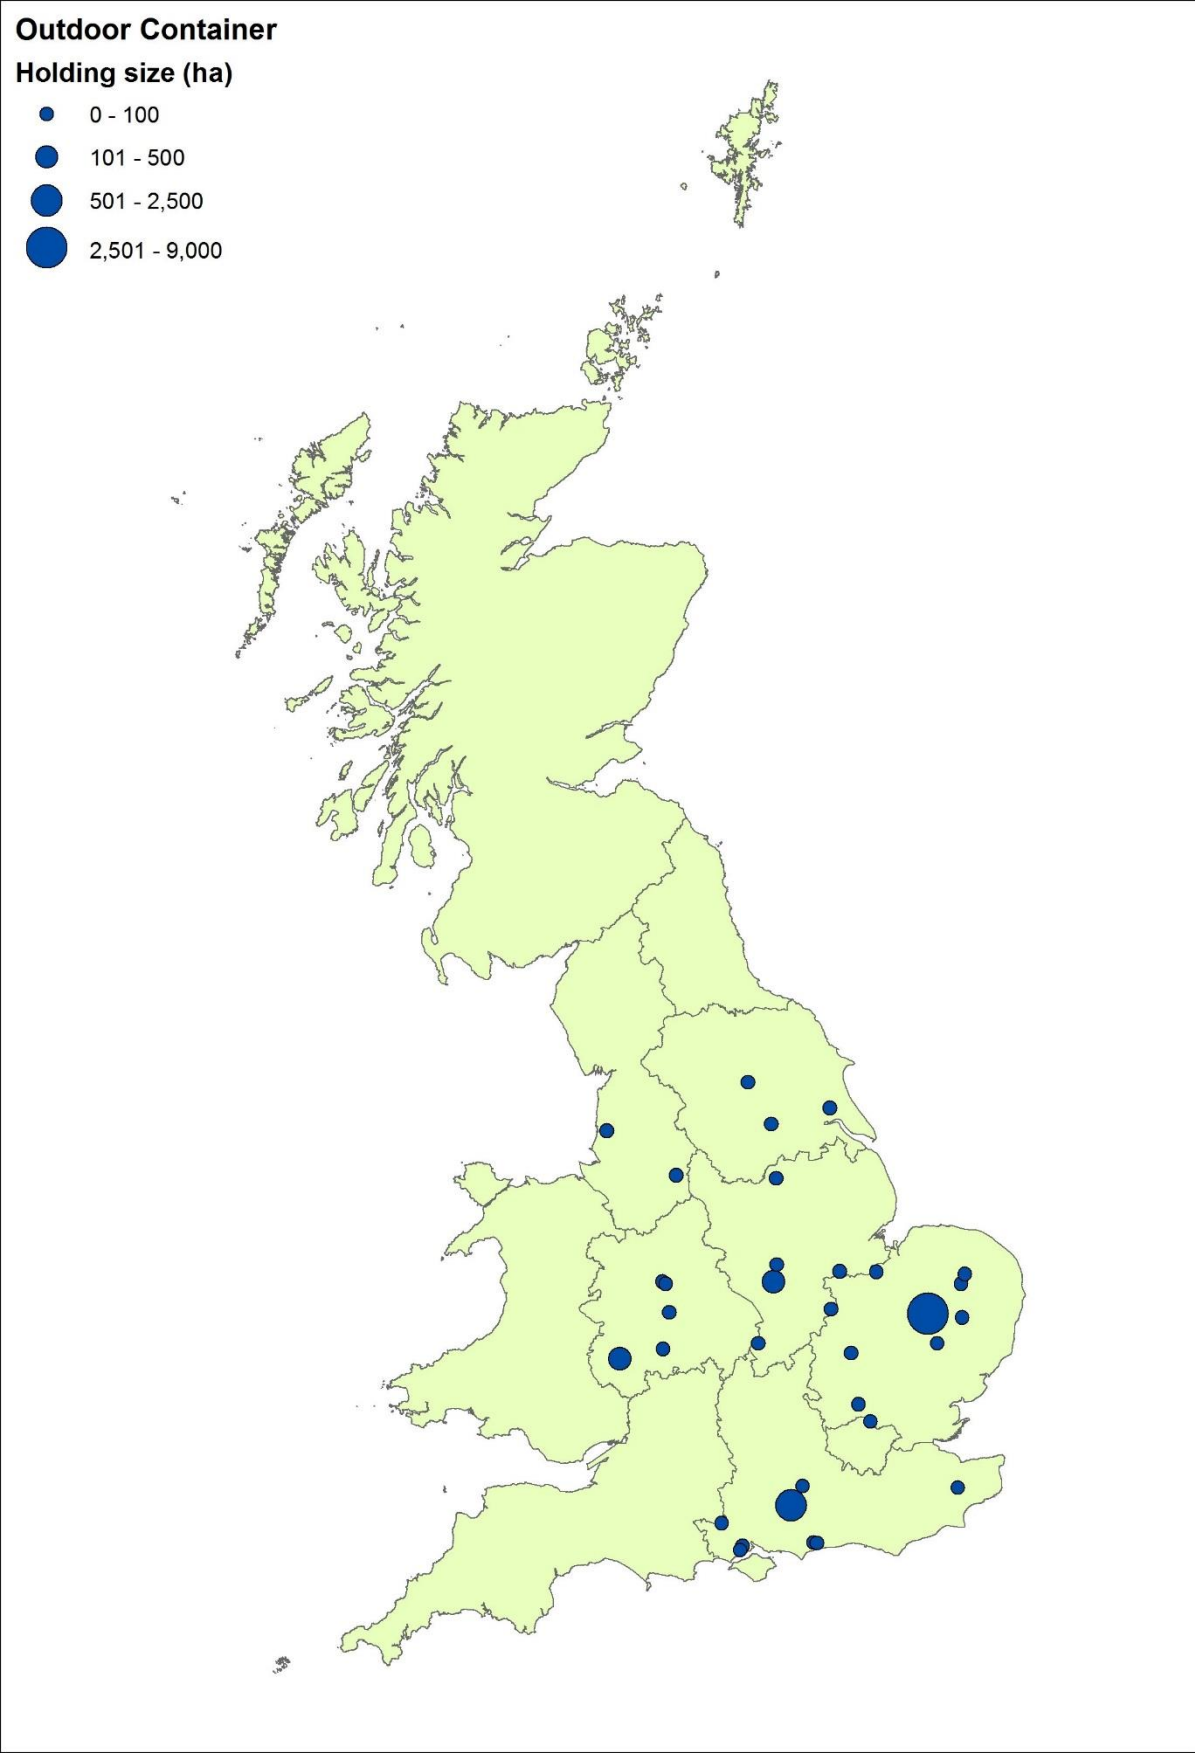 Outdoor Container
Holding size (ha)
0 - 100
101 - 500
501 - 2,500
2,501 - 9,000